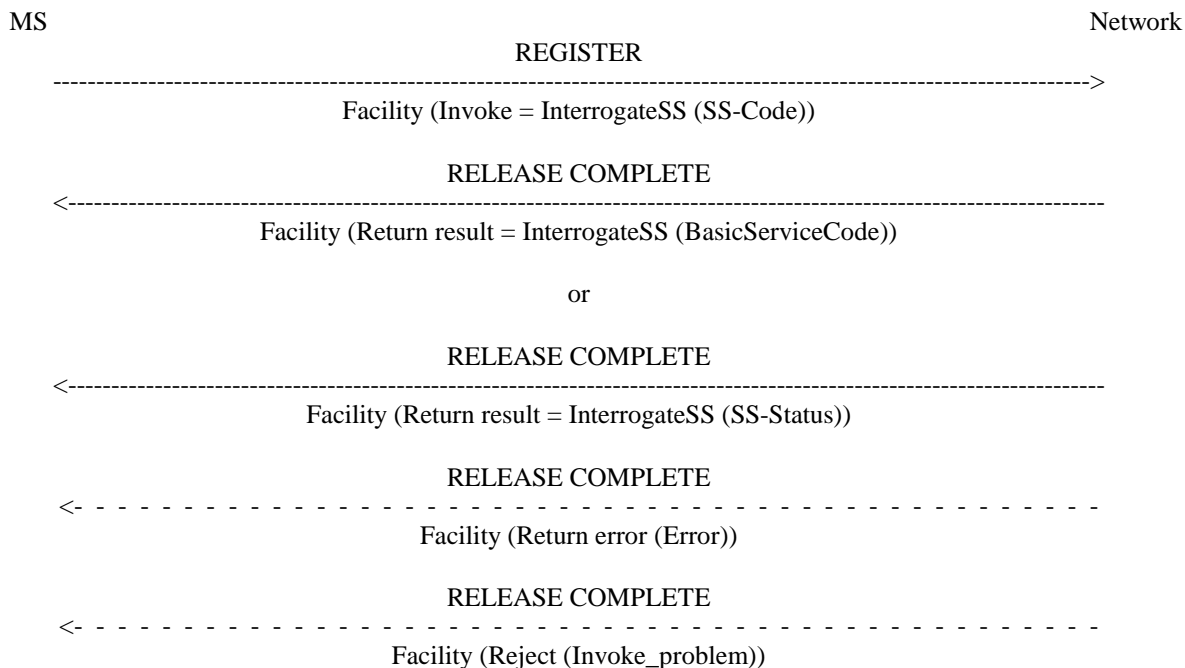 MS Network
REGISTER
Facility (Invoke = InterrogateSS (SS-Code))
RELEASE COMPLETE
Facility (Return result = InterrogateSS (BasicServiceCode))
or
RELEASE COMPLETE
Facility (Return result = InterrogateSS (SS-Status))
RELEASE COMPLETE
Facility (Return error (Error))
RELEASE COMPLETE
Facility (Reject (Invoke_problem))